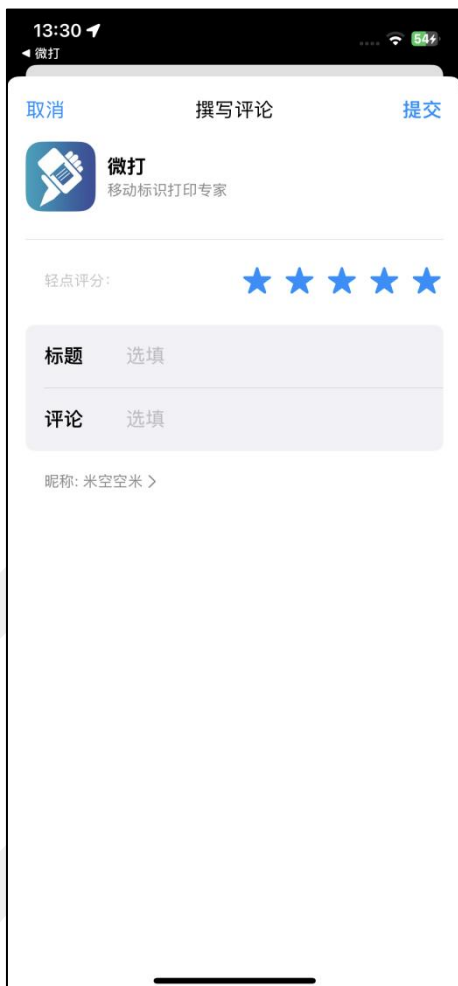 13:30
54
◀ 微打
取消 撰写评论 提交
微打
移动标识打印专家
轻点评分:
标题 选填
评论 选填
昵称: 米空空米 >